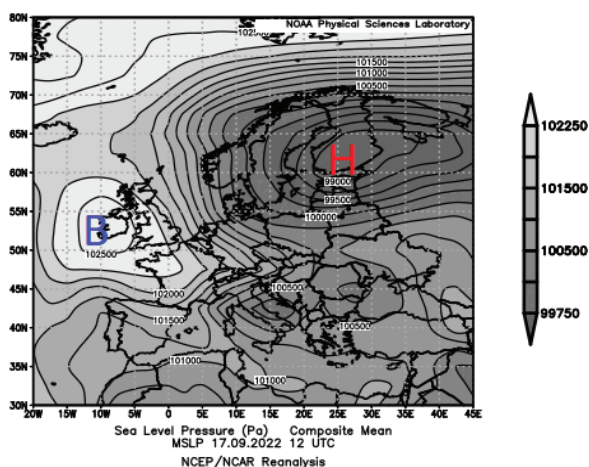 NOAA Physical Sciences Laboratory
80N
75N
70N
65N
60N
55N
50N
45N
40N
35N
30N
101500
101000
100500
H
99000
99500
100000
B
102500
102000
101500
100500
100500
101000
101000
20W 15W 10W 5W 0 5E 10E 15E 20E 25E 30E 35E 40E 45E
102250
101500
100500
99750
Sea Level Pressure (Pa) Composite Mean
MSLP 17.09.2022 12 UTC
NCEP/NCAR Reanalysis